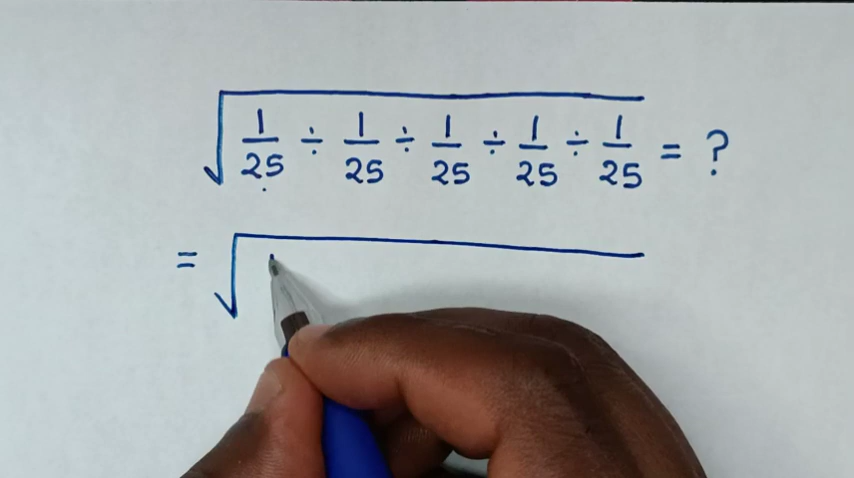 √(1/25 ÷ 1/25 ÷ 1/25 ÷ 1/25 ÷ 1/25) = ?
= √